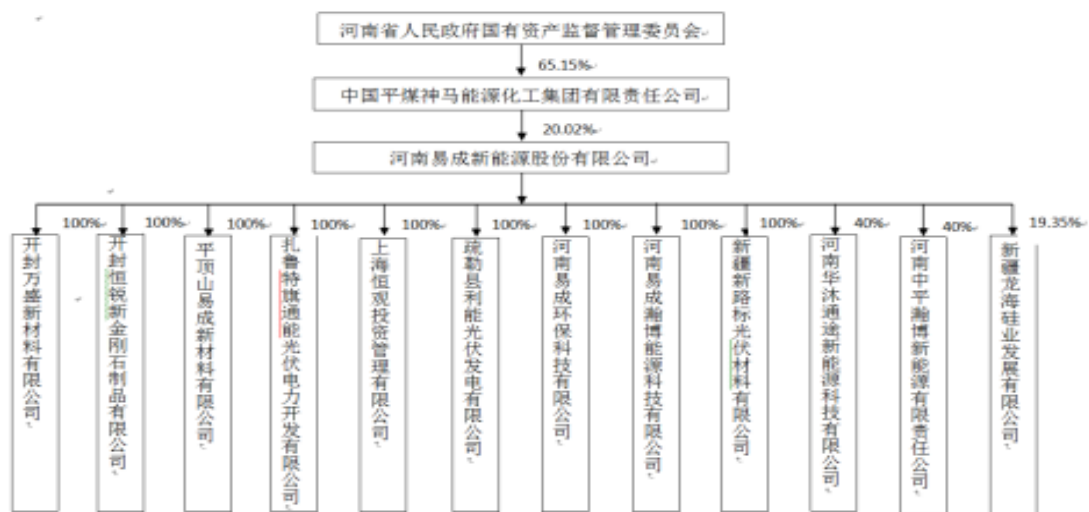 河南省人民政府国有资产监督管理委员会
65.15%
中国平煤神马能源化工集团有限责任公司
20.02%
河南易成新能源股份有限公司
100%
100%
100%
100%
100%
100%
100%
100%
100%
40%
40%
19.35%
开封万盛新材料有限公司
开封恒锐新金刚石制品有限公司
平顶山易成新材料有限公司
扎鲁特旗通能光伏电力开发有限公司
上海恒观投资管理有限公司
疏勒县利能光伏发电有限公司
河南易成环保科技有限公司
河南易成瀚博能源科技有限公司
新疆新路标光伏材料有限公司
河南华沐通途新能源科技有限公司
河南中平瀚博新能源有限责任公司
新疆龙海硅业发展有限公司